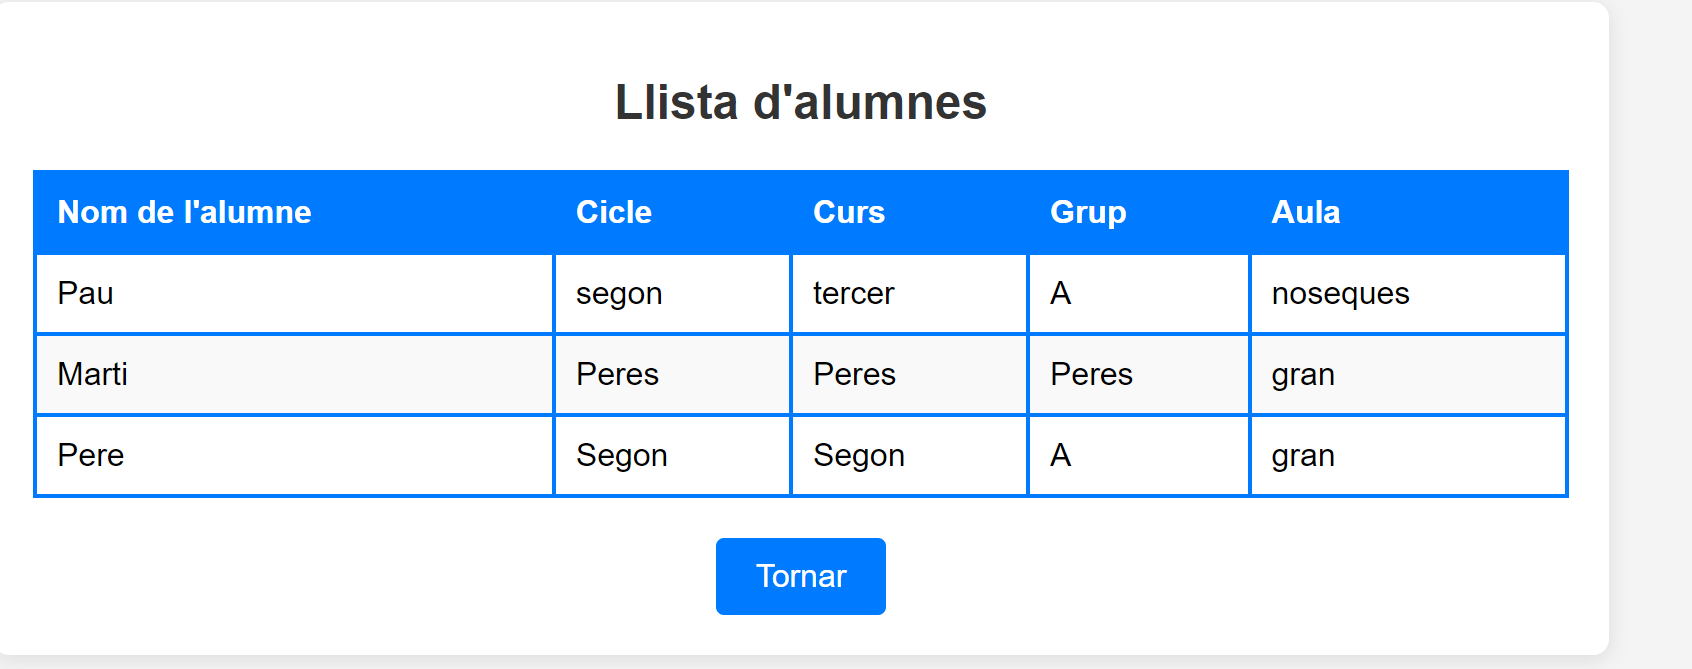 Llista d'alumnes
Nom de l'alumne Cicle Curs Grup Aula
Pau segon tercer A noseques
Marti Peres Peres Peres gran
Pere Segon Segon A gran
Tornar